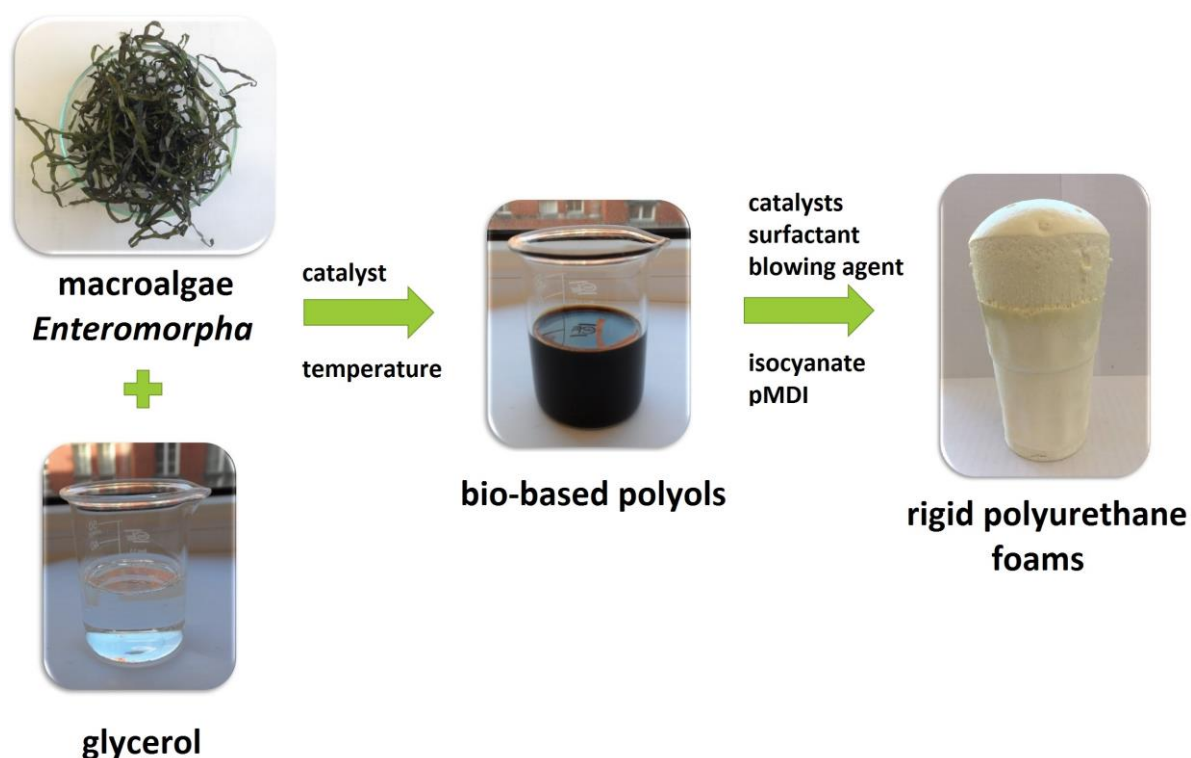 macroalgae
Enteromorpha
glycerol
catalyst
temperature
bio-based polyols
catalysts
surfactant
blowing agent
isocyanate
pMDI
rigid polyurethane
foams